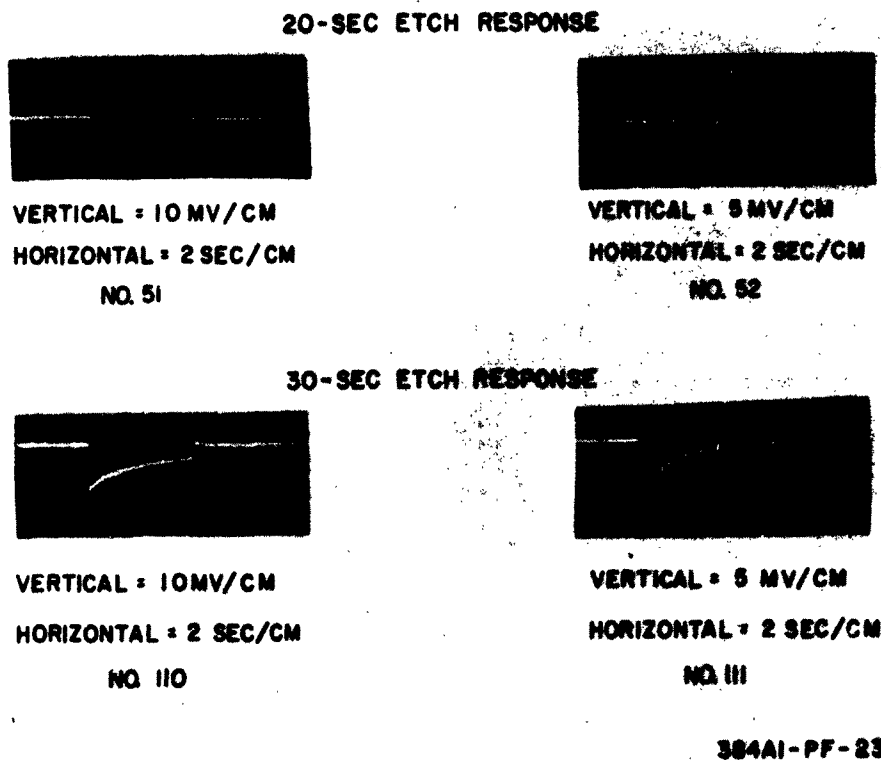 20-SEC ETCH RESPONSE
VERTICAL = 10 MV/CM
HORIZONTAL = 2 SEC/CM
NO. 51
VERTICAL = 5 MV/CM
HORIZONTAL = 2 SEC/CM
NO. 52
30-SEC ETCH RESPONSE
VERTICAL = 10MV/CM
HORIZONTAL = 2 SEC/CM
NO. 110
VERTICAL = 5 MV/CM
HORIZONTAL = 2 SEC/CM
NO. 111
384A1-PF-23